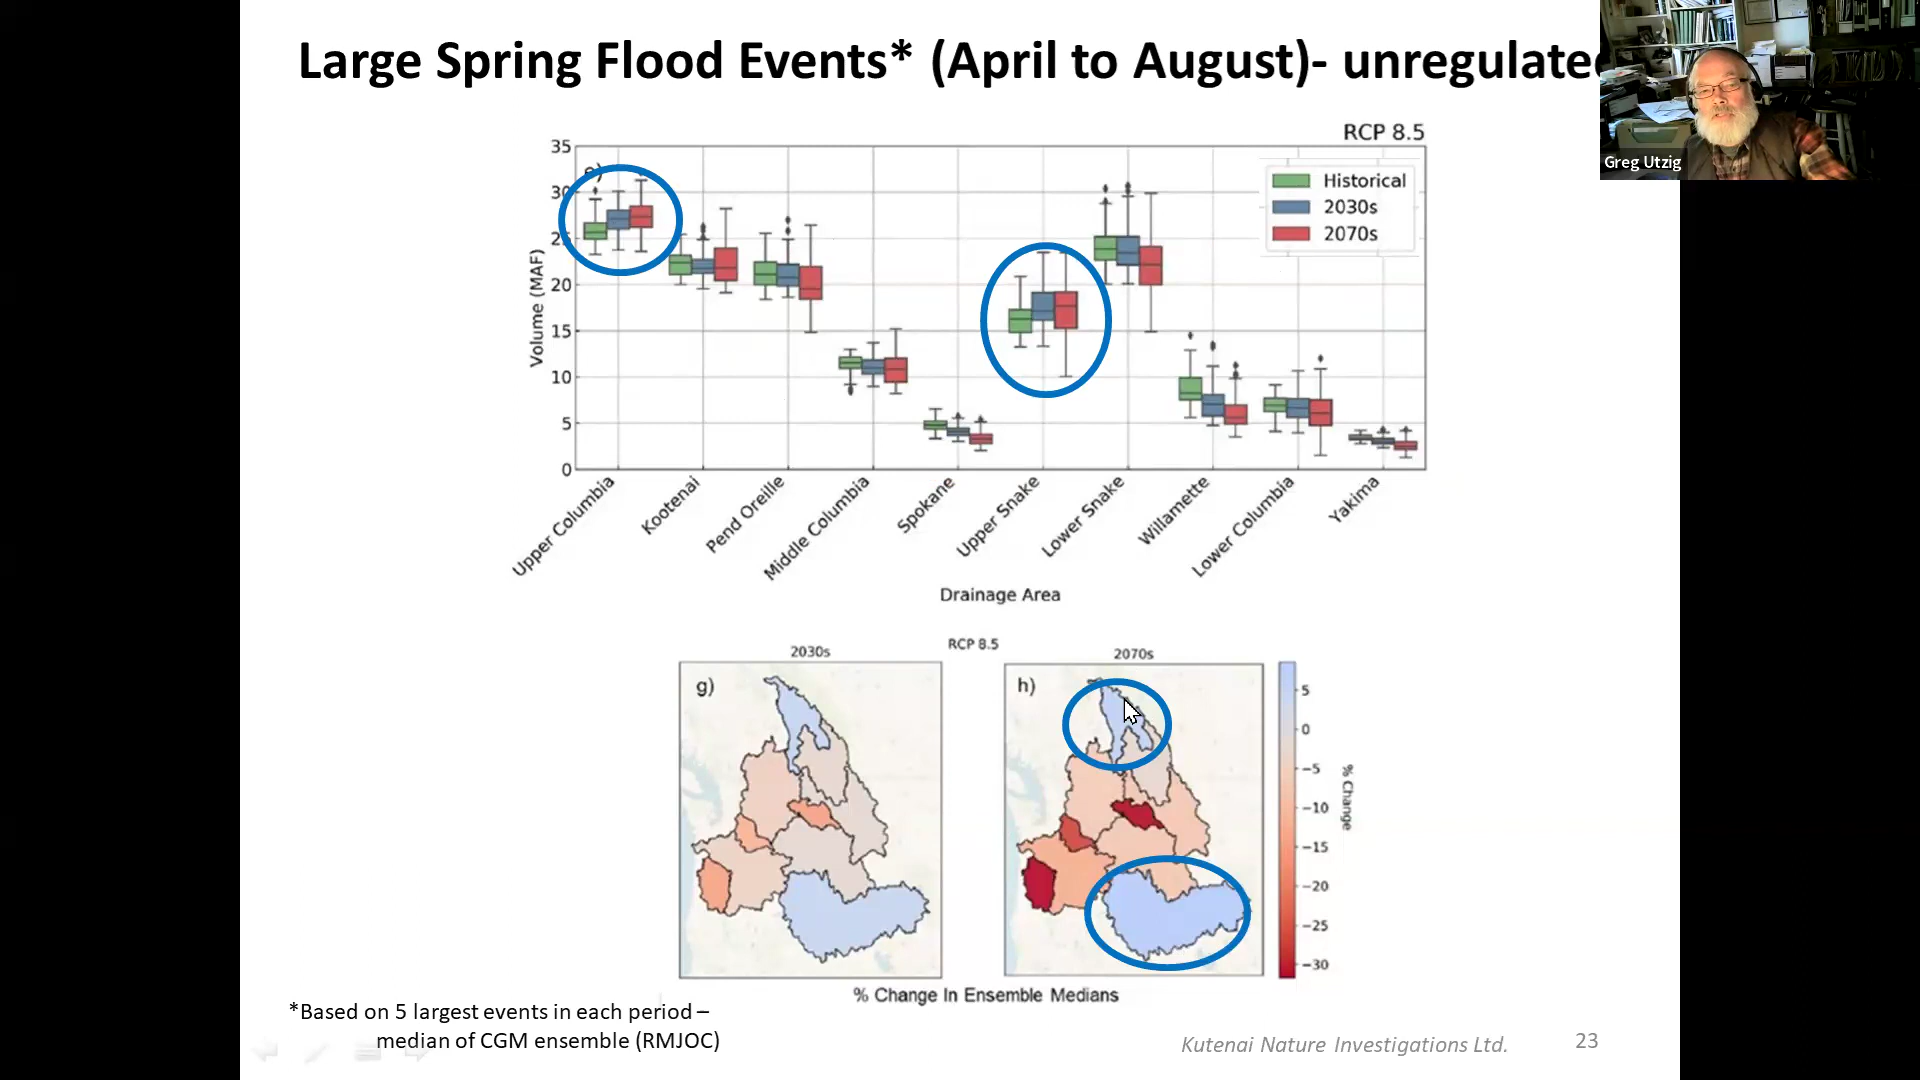 Large Spring Flood Events* (April to August)- unregulated
Greg Utzig
RCP 8.5
35
30
25
20
15
10
5
0
Volume (MAF)
Historical
2030s
2070s
Upper Columbia
Kootenai
Pend Oreille
Middle Columbia
Spokane
Upper Snake
Lower Snake
Willamette
Lower Columbia
Yakima
Drainage Area
2030s
RCP 8.5
2070s
g)
h)
5
0
−5
−10
−15
−20
−25
−30
% Change
% Change In Ensemble Medians
*Based on 5 largest events in each period –
median of CGM ensemble (RMJOC)
Kutenai Nature Investigations Ltd.
23